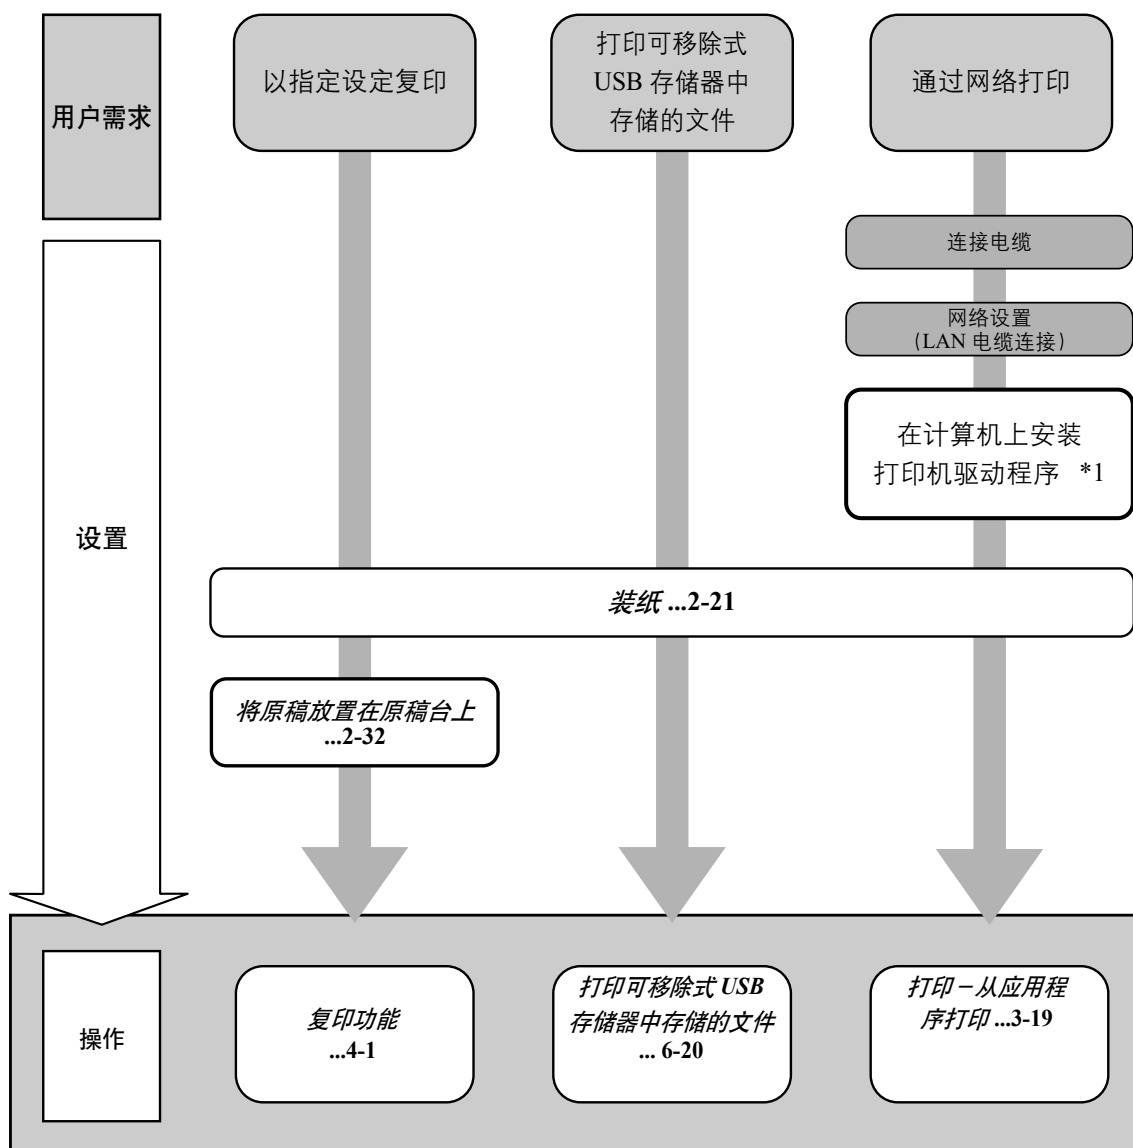 用户需求
以指定设定复印
打印可移除式
USB 存储器中
存储的文件
通过网络打印
连接电缆
网络设置
(LAN 电缆连接)
在计算机上安装
打印机驱动程序 *1
设置
装纸 ...2-21
将原稿放置在原稿台上
...2-32
操作
复印功能
...4-1
打印可移除式 USB
存储器中存储的文件
... 6-20
打印－从应用程
序打印 ...3-19